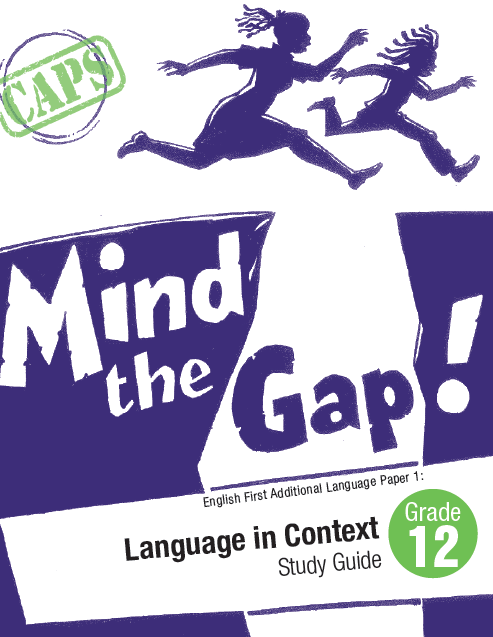 CAPS
Mind
the
Gap!
English First Additional Language Paper 1:
Language in Context
Study Guide
Grade
12